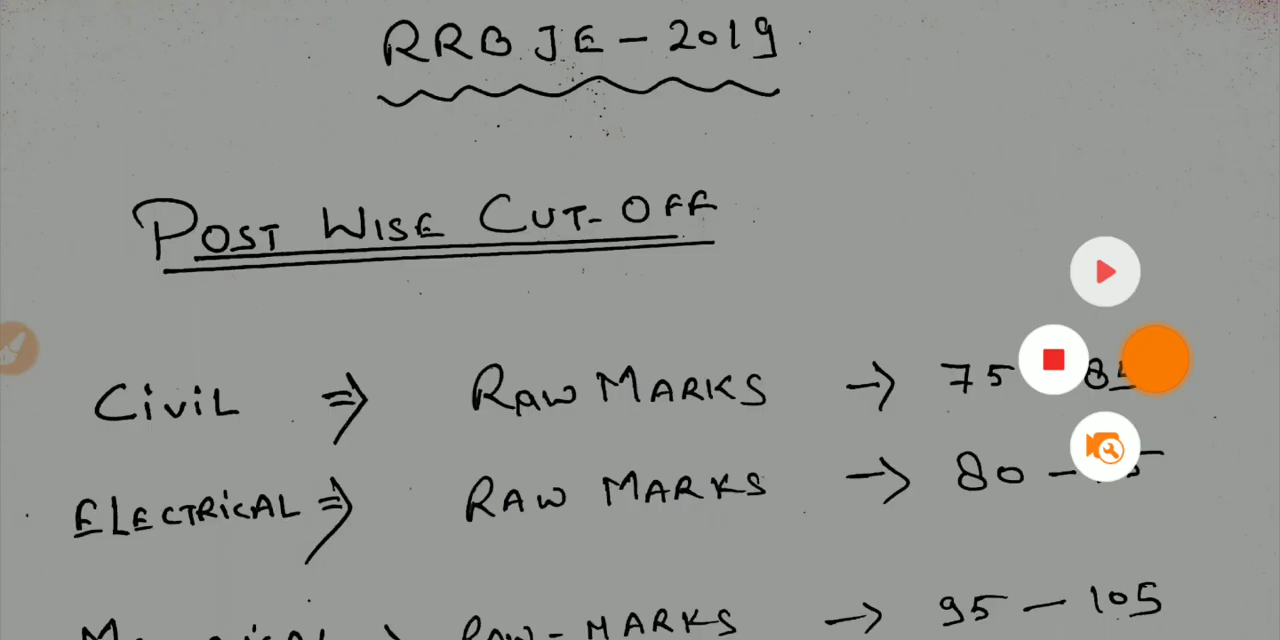 RRB JE - 2019
POST WISE CUT-OFF
CiviL ⇒ RAW MARKS → 75 85
ELECTRiCAL ⇒ RAW MARKS → 80 -
RAW - MARKS → 95 - 105